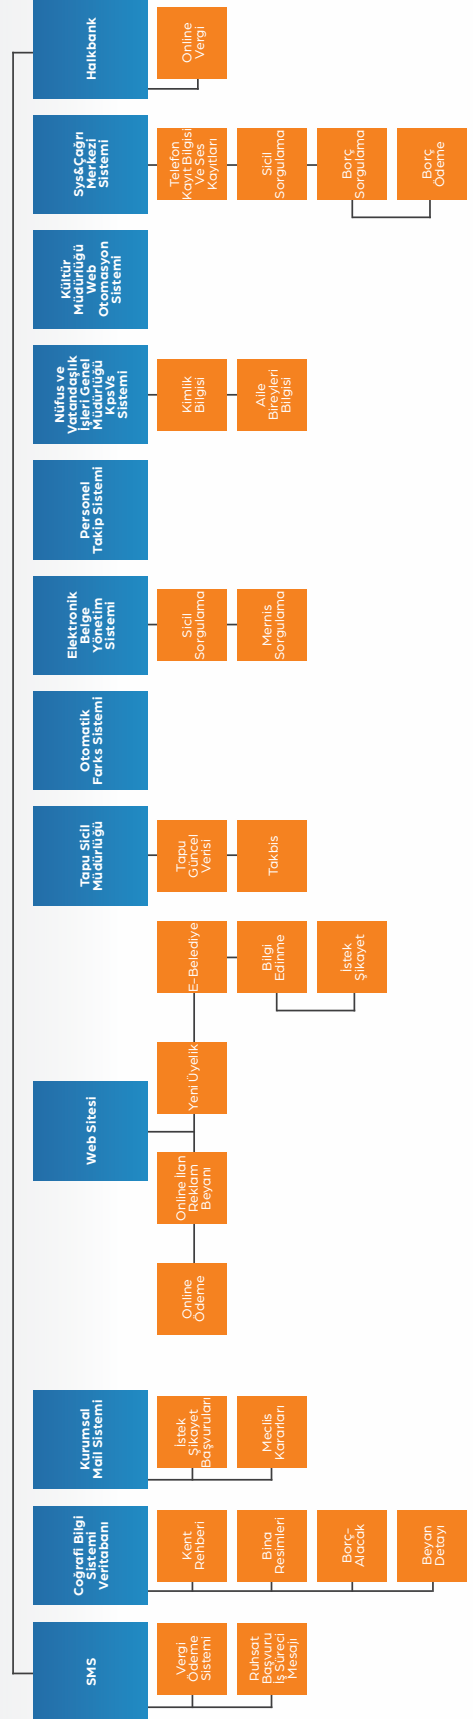 SMS
Vergi
Ödeme
Sistemi
Ruhsat
Başvuru
İş Süreci
Mesajı
Coğrafi Bilgi
Sistemi
Veritabanı
Kent
Rehberi
Bina
Resimleri
Borç-
Alacak
Beyan
Detayı
Kurumsal
Mail Sistemi
İstek
Şikayet
Başvuruları
Meclis
Kararları
Web Sitesi
Online
Ödeme
Online İlan
Reklam
Beyanı
Yeni Üyelik
E-Belediye
Bilgi
Edinme
İstek
Şikayet
Tapu Sicil
Müdürlüğü
Tapu
Güncel
Verisi
Takbis
Otomatik
Farks Sistemi
Elektronik
Belge
Yönetim
Sistemi
Sicil
Sorgulama
Mernis
Sorgulama
Personel
Takip Sistemi
Nüfus ve
Vatandaşlık
İşleri Genel
Müdürlüğü
KpsVs
Sistemi
Kimlik
Bilgisi
Aile
Bireyleri
Bilgisi
Kültür
Müdürlüğü
Web
Otomasyon
Sistemi
Sys&Çağrı
Merkezi
Sistemi
Telefon
Kayıt Bilgisi
Ve Ses
Kayıtları
Sicil
Sorgulama
Borç
Sorgulama
Borç
Ödeme
Halkbank
Online
Vergi